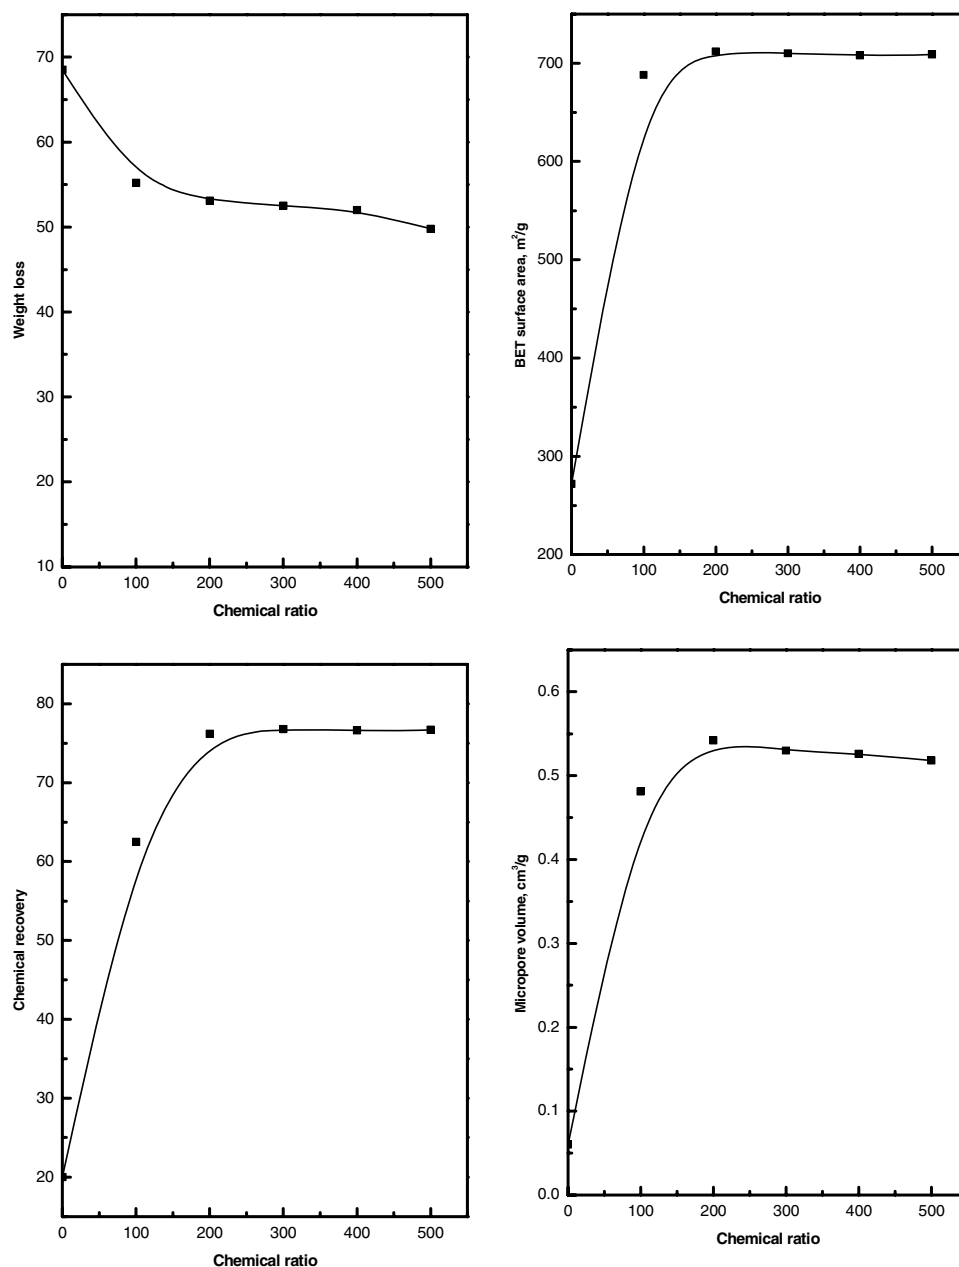 70
60
50
40
30
20
10
0 100 200 300 400 500
Weight loss
Chemical ratio
700
600
500
400
300
200
0 100 200 300 400 500
BET surface area, m²/g
Chemical ratio
80
70
60
50
40
30
20
0 100 200 300 400 500
Chemical recovery
Chemical ratio
0.6
0.5
0.4
0.3
0.2
0.1
0.0
0 100 200 300 400 500
Micropore volume, cm³/g
Chemical ratio